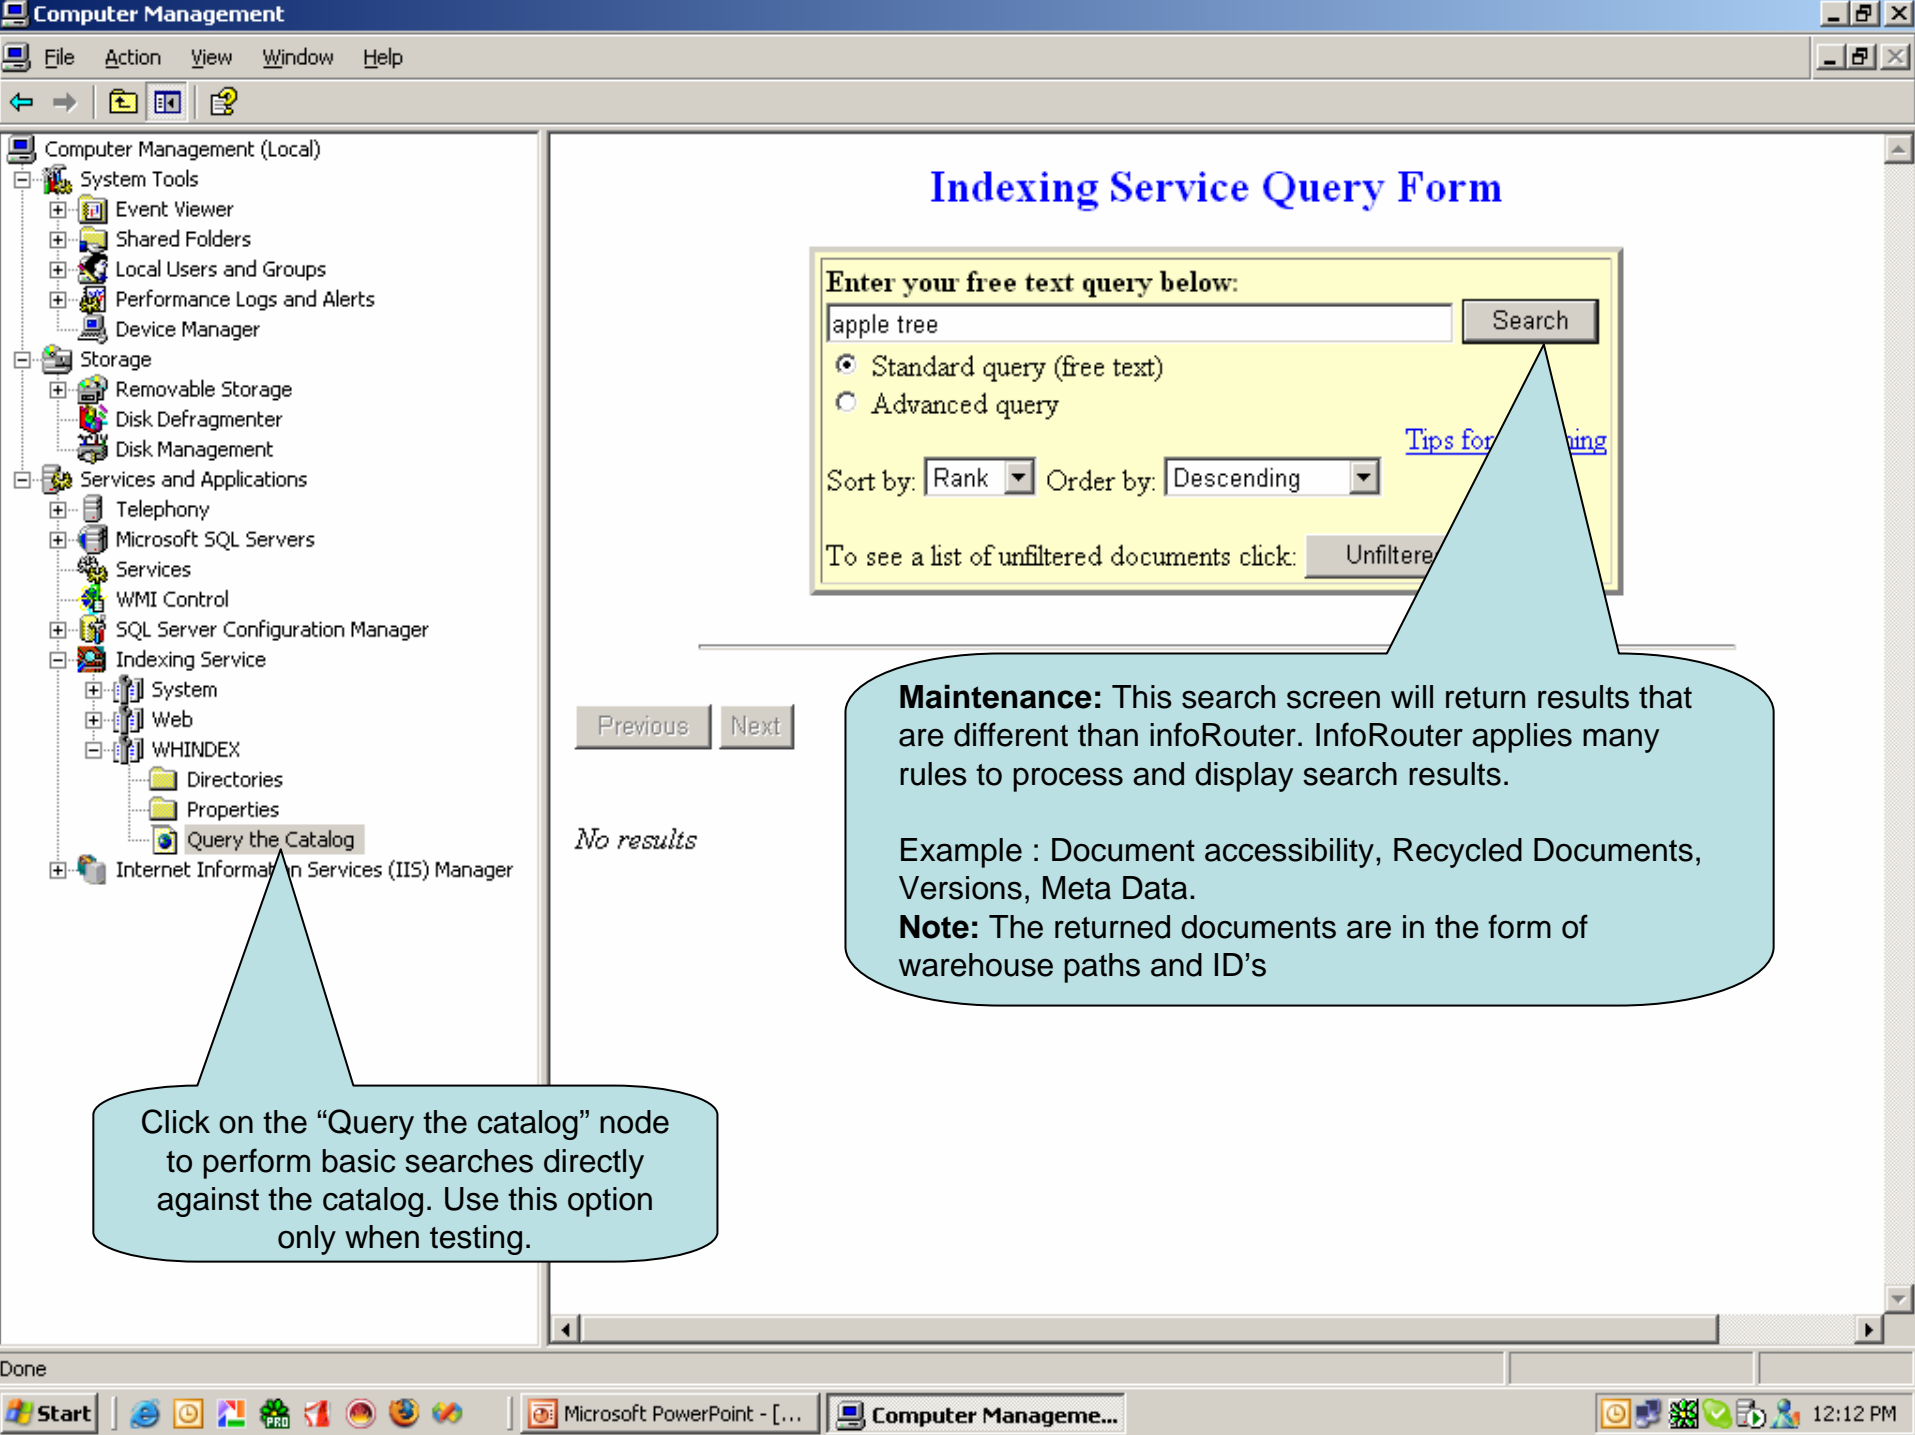 Computer Management
File Action View Window Help
Computer Management (Local)
System Tools
Event Viewer
Shared Folders
Local Users and Groups
Performance Logs and Alerts
Device Manager
Storage
Removable Storage
Disk Defragmenter
Disk Management
Services and Applications
Telephony
Microsoft SQL Servers
Services
WMI Control
SQL Server Configuration Manager
Indexing Service
System
Web
WHINDEX
Directories
Properties
Query the Catalog
Internet Information Services (IIS) Manager
Indexing Service Query Form
Enter your free text query below:
apple tree Search
Standard query (free text)
Advanced query
Tips for
Sort by: Rank Order by: Descending
To see a list of unfiltered documents click:
Previous Next
No results
Maintenance: This search screen will return results that
are different than infoRouter. InfoRouter applies many
rules to process and display search results.
Example : Document accessibility, Recycled Documents,
Versions, Meta Data.
Note: The returned documents are in the form of
warehouse paths and ID’s
Click on the “Query the catalog” node
to perform basic searches directly
against the catalog. Use this option
only when testing.
Done
Start Microsoft PowerPoint - [... Computer Manageme... 12:12 PM